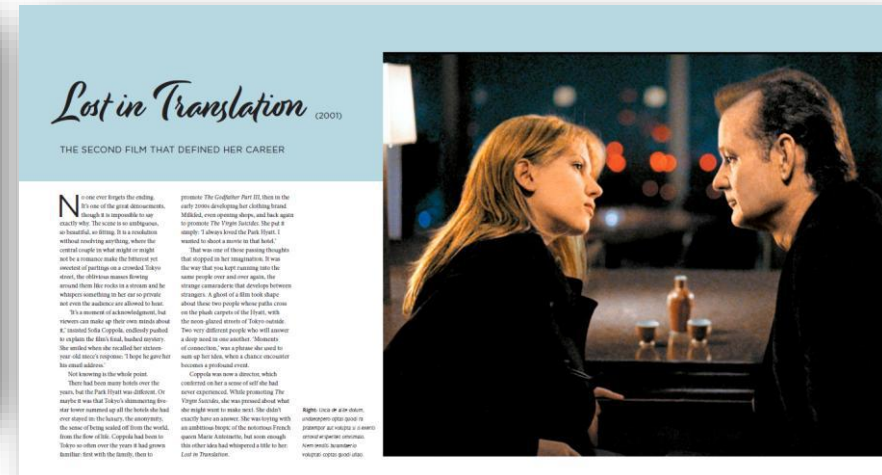 Lost in Translation (2001)
THE SECOND FILM THAT DEFINED HER CAREER
No one ever forgets the ending.
It's one of the great denouements,
though it is impossible to say
exactly why. The scene is so ambiguous,
so beautiful, so fitting. It is a resolution
without resolving anything, where the
central couple in what might or might
not be a romance make the bitterest yet
sweetest of partings on a crowded Tokyo
street, the oblivious masses flowing
around them like rocks in a stream and he
whispers something in her ear so private
not even the audience are allowed to hear.
'It's a moment of acknowledgment, but
viewers can make up their own minds about
it,' insisted Sofia Coppola, endlessly pushed
to explain the film's final, hushed mystery.
She smiled when she recalled her sixteen-
year-old niece's response: 'I hope he gave her
his email address.'
Not knowing is the whole point.
There had been many hotels over the
years, but the Park Hyatt was different. Or
maybe it was that Tokyo's shimmering five-
star tower summed up all the hotels she had
ever stayed in: the luxury, the anonymity,
the sense of being sealed off from the world,
from the flow of life. Coppola had been to
Tokyo so often over the years it had grown
familiar: first with the family, then to
promote The Godfather Part III, then in the
early 2000s developing her clothing brand
Milkfed, even opening shops, and back again
to promote The Virgin Suicides. She put it
simply: 'I always loved the Park Hyatt. I
wanted to shoot a movie in that hotel.'
That was one of those passing thoughts
that stopped in her imagination. It was
the way that you kept running into the
same people over and over again, the
strange camaraderie that develops between
strangers. A ghost of a film took shape
about these two people whose paths cross
on the plush carpets of the Hyatt, with
the neon-glazed streets of Tokyo outside.
Two very different people who will answer
a deep need in one another. 'Moments
of connection,' was a phrase she used to
sum up her idea, when a chance encounter
becomes a profound event.
Coppola was now a director, which
conferred on her a sense of self she had
never experienced. While promoting The
Virgin Suicides, she was pressed about what
she might want to make next. She didn't
exactly have an answer. She was toying with
an ambitious biopic of the notorious French
queen Marie Antoinette, but soon enough
this other idea had whispered a title to her:
Lost in Translation.
Right: